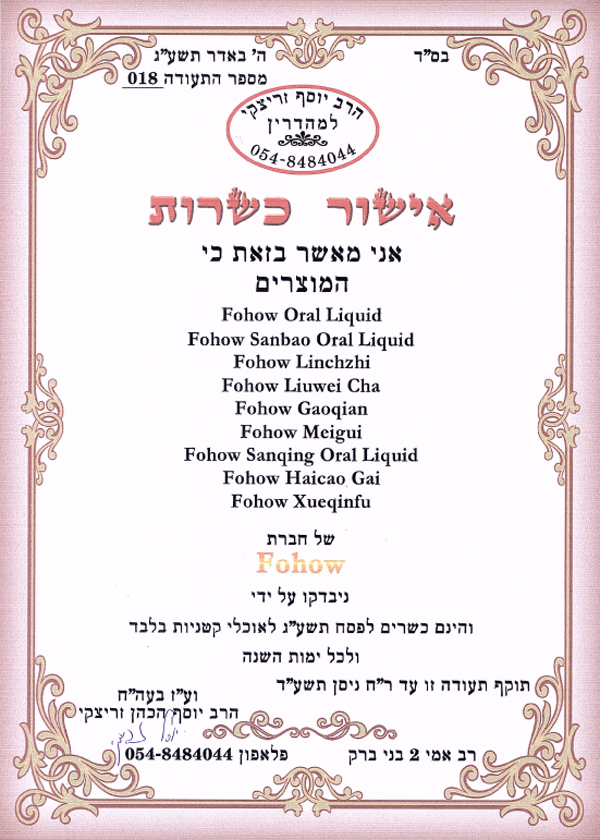 בס"ד
ה' באדר תשע"ג
מספר התעודה 018
הרב יוסף זריצקי
למהדרין
054-8484044
אישור כשרות
אני מאשר בזאת כי
המוצרים
Fohow Oral Liquid
Fohow Sanbao Oral Liquid
Fohow Linchzhi
Fohow Liuwei Cha
Fohow Gaoqian
Fohow Meigui
Fohow Sanqing Oral Liquid
Fohow Haicao Gai
Fohow Xueqinfu
של חברת
Fohow
ניבדקו על ידי
והינם כשרים לפסח תשע"ג לאוכלי קטניות בלבד
ולכל ימות השנה
תוקף תעודה זו עד ר"ח ניסן תשע"ד
וע"ז בעה"ח
הרב יוסף הכהן זריצקי
רב אמי 2 בני ברק
פלאפון 054-8484044